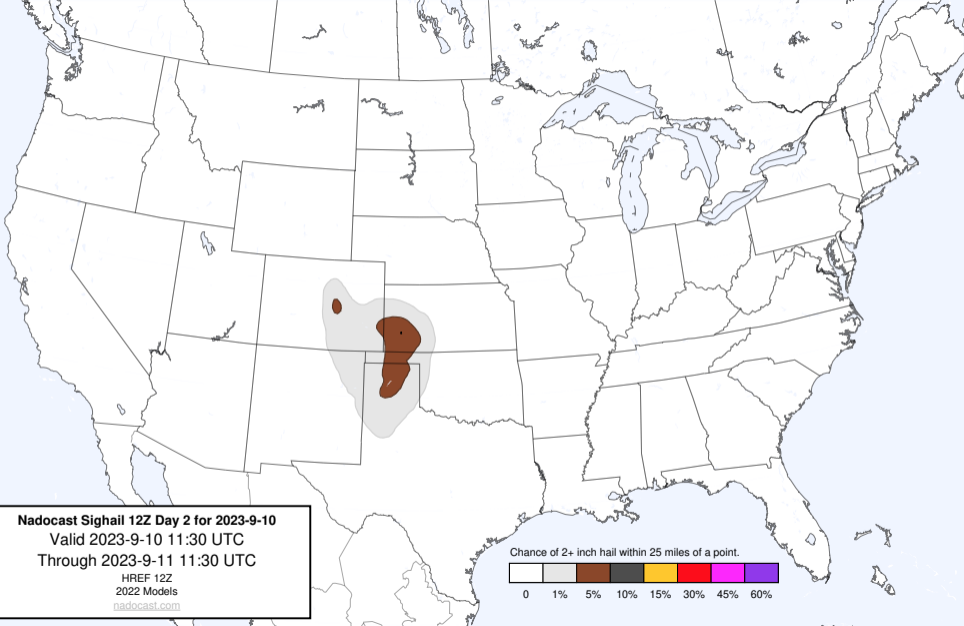 Nadocast Sighail 12Z Day 2 for 2023-9-10
Valid 2023-9-10 11:30 UTC
Through 2023-9-11 11:30 UTC
HREF 12Z
2022 Models
nadocast.com
Chance of 2+ inch hail within 25 miles of a point.
0 1% 5% 10% 15% 30% 45% 60%